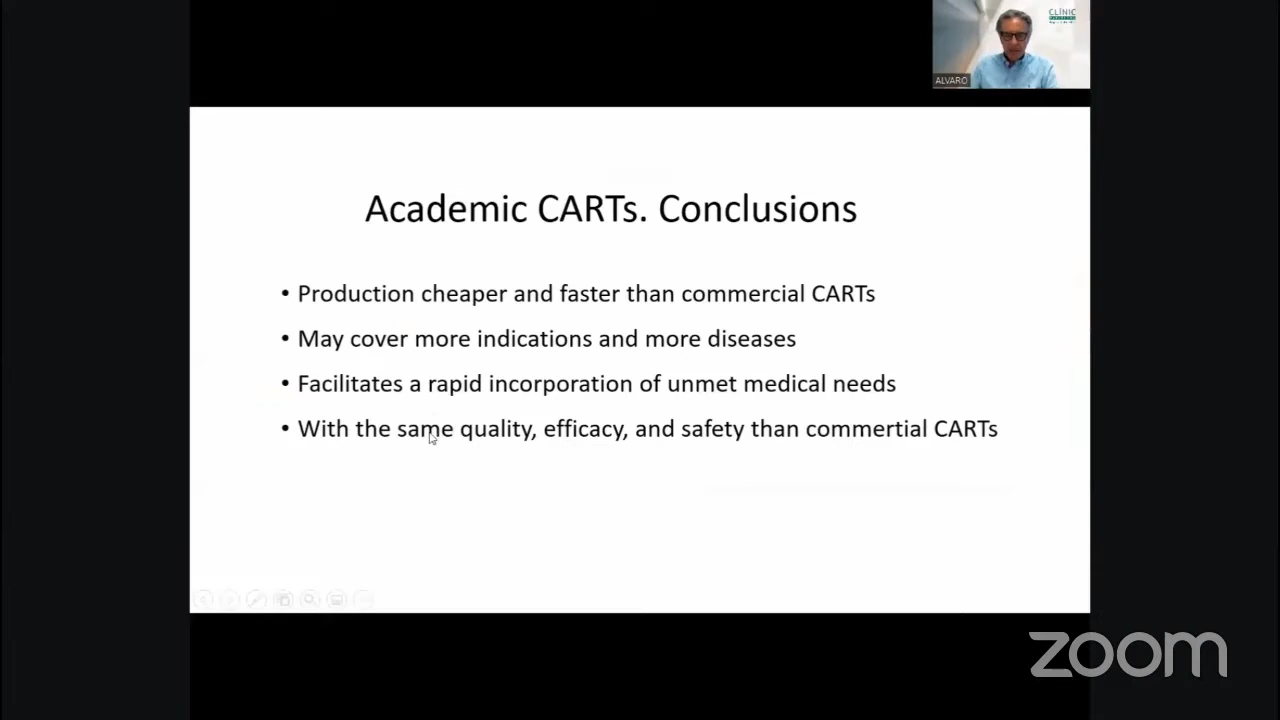 CLÍNIC
ALVARO
Academic CARTs. Conclusions
• Production cheaper and faster than commercial CARTs
• May cover more indications and more diseases
• Facilitates a rapid incorporation of unmet medical needs
• With the same quality, efficacy, and safety than commertial CARTs
zoom